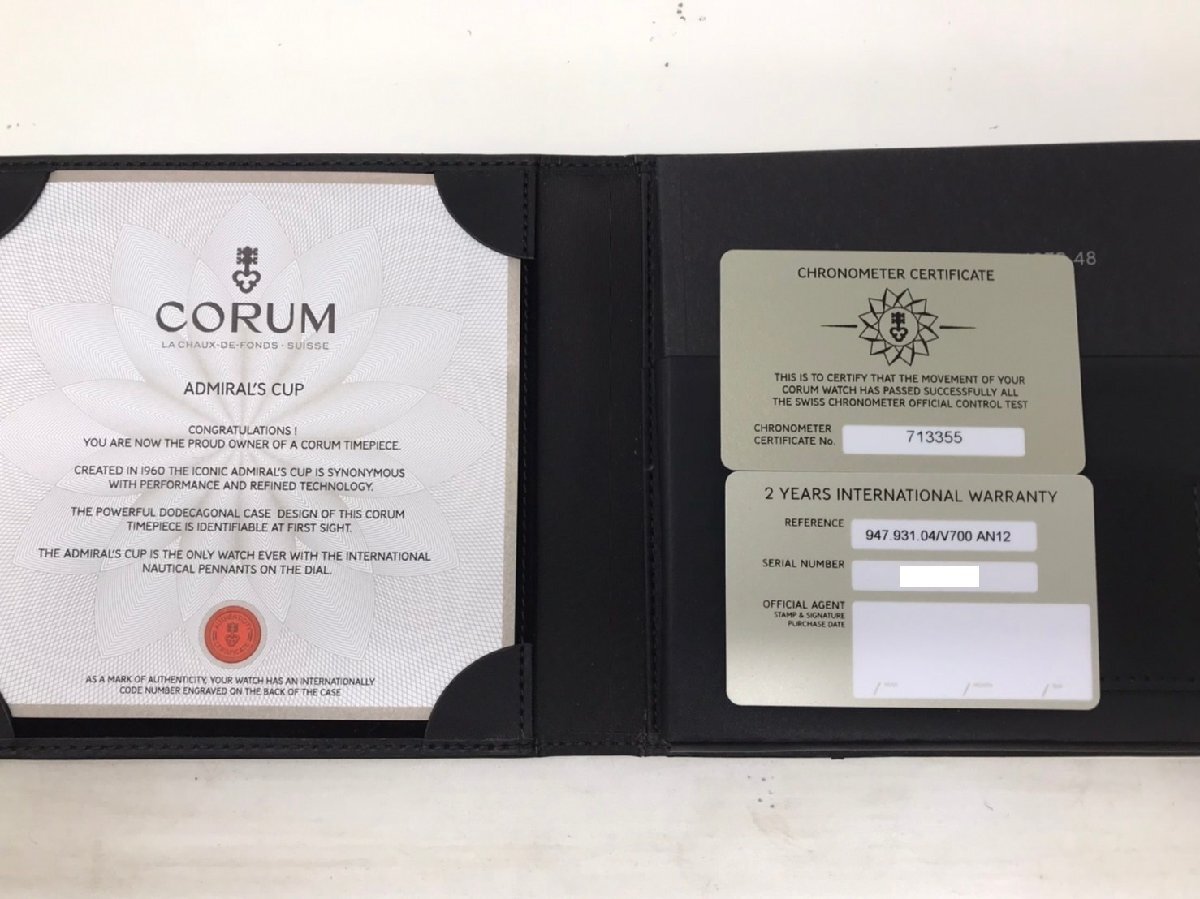 CORUM
LA CHAUX-DE-FONDS · SUISSE
ADMIRAL'S CUP
CONGRATULATIONS !
YOU ARE NOW THE PROUD OWNER OF A CORUM TIMEPIECE.
CREATED IN 1960 THE ICONIC ADMIRAL'S CUP IS SYNONYMOUS
WITH PERFORMANCE AND REFINED TECHNOLOGY.
THE POWERFUL DODECAGONAL CASE DESIGN OF THIS CORUM
TIMEPIECE IS IDENTIFIABLE AT FIRST SIGHT.
THE ADMIRAL'S CUP IS THE ONLY WATCH EVER WITH THE INTERNATIONAL
NAUTICAL PENNANTS ON THE DIAL.
AS A MARK OF AUTHENTICITY, YOUR WATCH HAS AN INTERNATIONALLY
CODE NUMBER ENGRAVED ON THE BACK OF THE CASE
48
CHRONOMETER CERTIFICATE
THIS IS TO CERTIFY THAT THE MOVEMENT OF YOUR
CORUM WATCH HAS PASSED SUCCESSFULLY ALL
THE SWISS CHRONOMETER OFFICIAL CONTROL TEST
CHRONOMETER
CERTIFICATE No. 713355
2 YEARS INTERNATIONAL WARRANTY
REFERENCE 947.931.04/V700 AN12
SERIAL NUMBER
OFFICIAL AGENT
STAMP & SIGNATURE
PURCHASE DATE